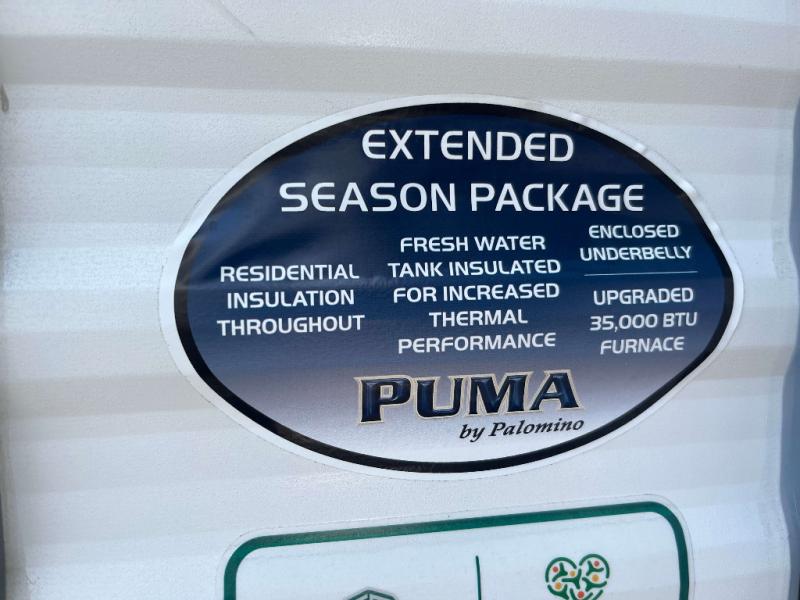 EXTENDED
SEASON PACKAGE
RESIDENTIAL
INSULATION
THROUGHOUT
FRESH WATER
TANK INSULATED
FOR INCREASED
THERMAL
PERFORMANCE
ENCLOSED
UNDERBELLY
UPGRADED
35,000 BTU
FURNACE
PUMA
by Palomino